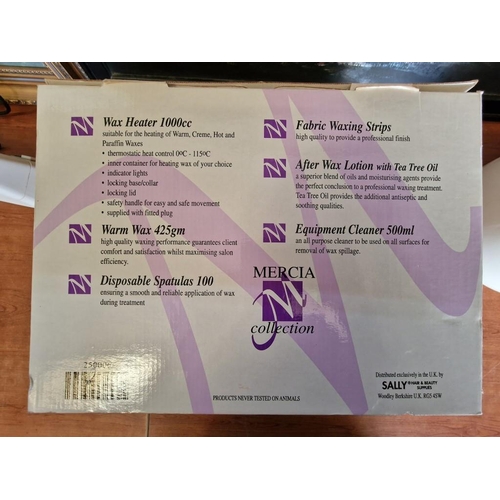 Wax Heater 1000cc
suitable for the heating of Warm, Creme, Hot and
Paraffin Waxes
• thermostatic heat control 0ºC - 115ºC
• inner container for heating wax of your choice
• indicator lights
• locking base/collar
• locking lid
• safety handle for easy and safe movement
• supplied with fitted plug
Warm Wax 425gm
high quality waxing performance guarantees client
comfort and satisfaction whilst maximising salon
efficiency.
Disposable Spatulas 100
ensuring a smooth and reliable application of wax
during treatment
Fabric Waxing Strips
high quality to provide a professional finish
After Wax Lotion with Tea Tree Oil
a superior blend of oils and moisturising agents provide
the perfect conclusion to a professional waxing treatment.
Tea Tree Oil provides the additional antiseptic and
soothing qualities.
Equipment Cleaner 500ml
an all purpose cleaner to be used on all surfaces for
removal of wax spillage.
MERCIA
M
collection
PRODUCTS NEVER TESTED ON ANIMALS
Distributed exclusively in the U.K. by
SALLY HAIR & BEAUTY
SUPPLIES
Woodley Berkshire U.K. RG5 4SW